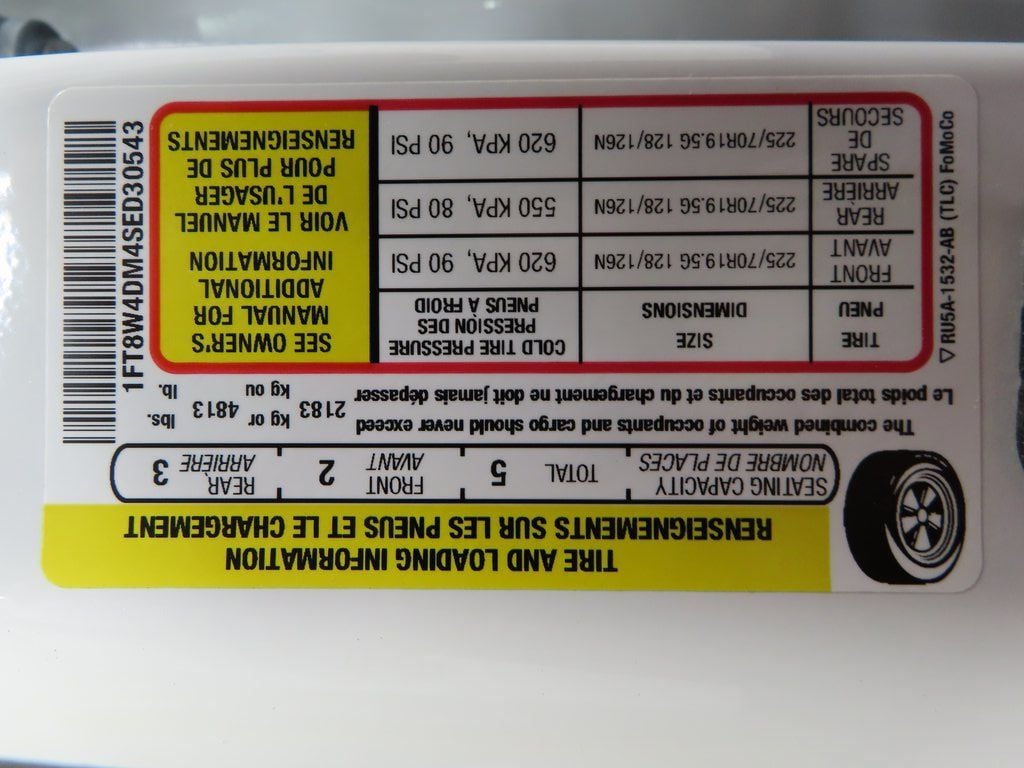 TIRE AND LOADING INFORMATION
RENSEIGNEMENTS SUR LES PNEUS ET LE CHARGEMENT
SEATING CAPACITY
NOMBRE DE PLACES
TOTAL 5
FRONT
AVANT 2
REAR
ARRIÈRE 3
The combined weight of occupants and cargo should never exceed
Le poids total des occupants et du chargement ne doit jamais dépasser
2183 kg or 4813 lbs.
kg ou lb.
TIRE
PNEU
SIZE
DIMENSIONS
COLD TIRE PRESSURE
PRESSION DES
PNEUS À FROID
FRONT
AVANT
225/70R19.5G 128/126N
620 KPA, 90 PSI
REAR
ARRIÈRE
225/70R19.5G 128/126N
550 KPA, 80 PSI
SPARE
DE
SECOURS
225/70R19.5G 128/126N
620 KPA, 90 PSI
SEE OWNER'S
MANUAL FOR
ADDITIONAL
INFORMATION
VOIR LE MANUEL
DE L'USAGER
POUR PLUS DE
RENSEIGNEMENTS
▽RU5A-1532-AB (TLC) FoMoCo
1FT8W4DM4SED30543